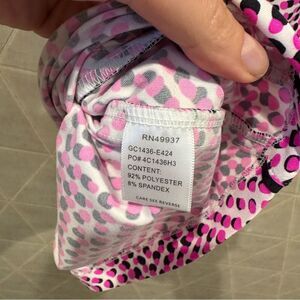 RN49937
GC1436-E424
PO#4C1436H3
CONTENT:
92% POLYESTER
8% SPANDEX
CARE SEE REVERSE